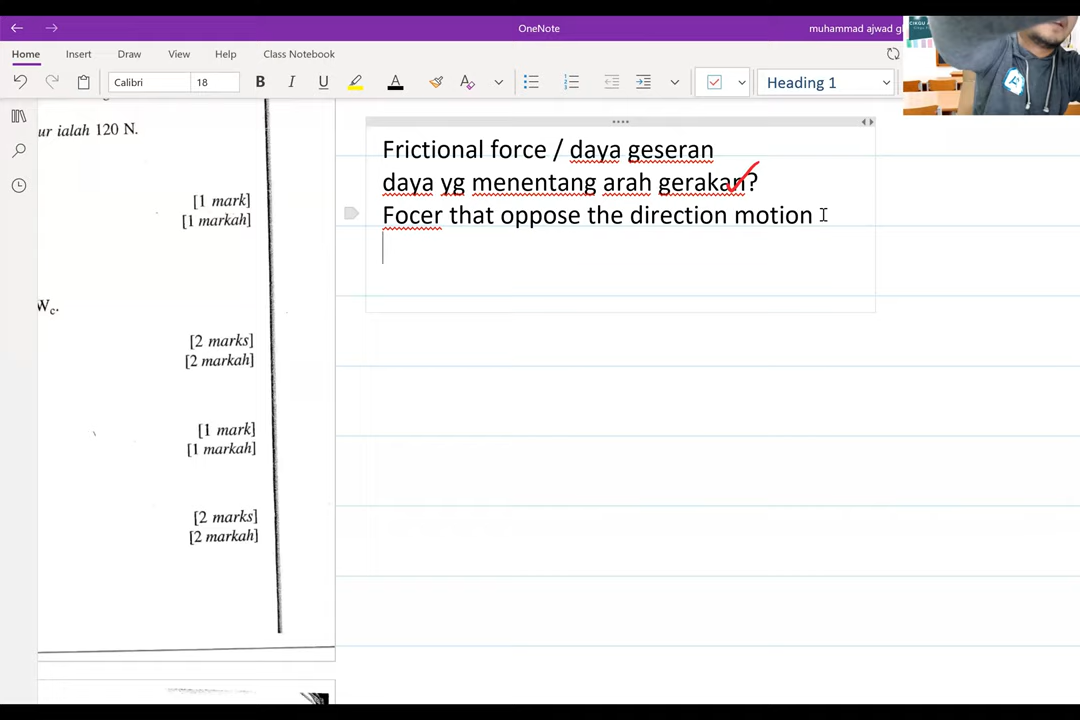 OneNote
muhammad ajwad
Home Insert Draw View Help Class Notebook
Calibri 18 B I U A Heading 1
ur ialah 120 N.
[1 mark]
[1 markah]
W_c.
[2 marks]
[2 markah]
[1 mark]
[1 markah]
[2 marks]
[2 markah]
Frictional force / daya geseran
daya yg menentang arah gerakan?
Focer that oppose the direction motion